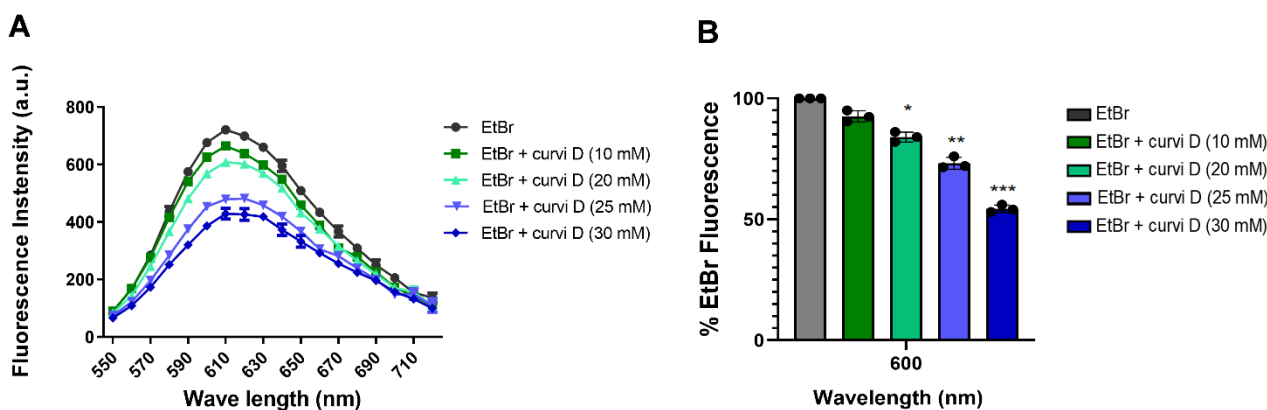 A
Fluorescence Instensity (a.u.)
800
600
400
200
0
550
570
590
610
630
650
670
690
710
Wave length (nm)
EtBr
EtBr + curvi D (10 mM)
EtBr + curvi D (20 mM)
EtBr + curvi D (25 mM)
EtBr + curvi D (30 mM)
B
% EtBr Fluorescence
100
50
0
*
**
***
600
Wavelength (nm)
EtBr
EtBr + curvi D (10 mM)
EtBr + curvi D (20 mM)
EtBr + curvi D (25 mM)
EtBr + curvi D (30 mM)